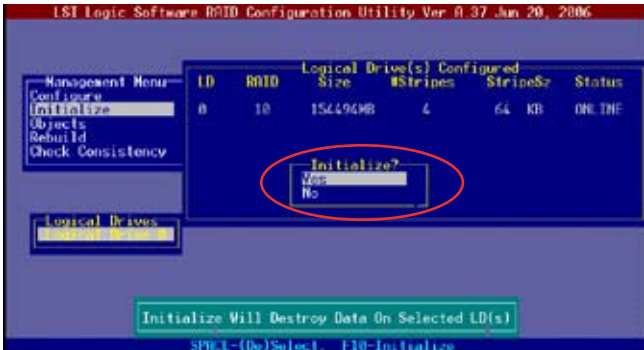 LSI Logic Software RAID Configuration Utility Ver A.37 Jun 20, 2006
Management Menu
Configure
Initialize
Objects
Rebuild
Check Consistency
Logical Drive(s) Configured
LD RAID Size #Stripes StripeSz Status
0 10 154494MB 4 64 KB ONLINE
Initialize?
Yes
No
Logical Drives
Logical Drive 0
Initialize Will Destroy Data On Selected LD(s)
SPACE-(De)Select, F10-Initialize